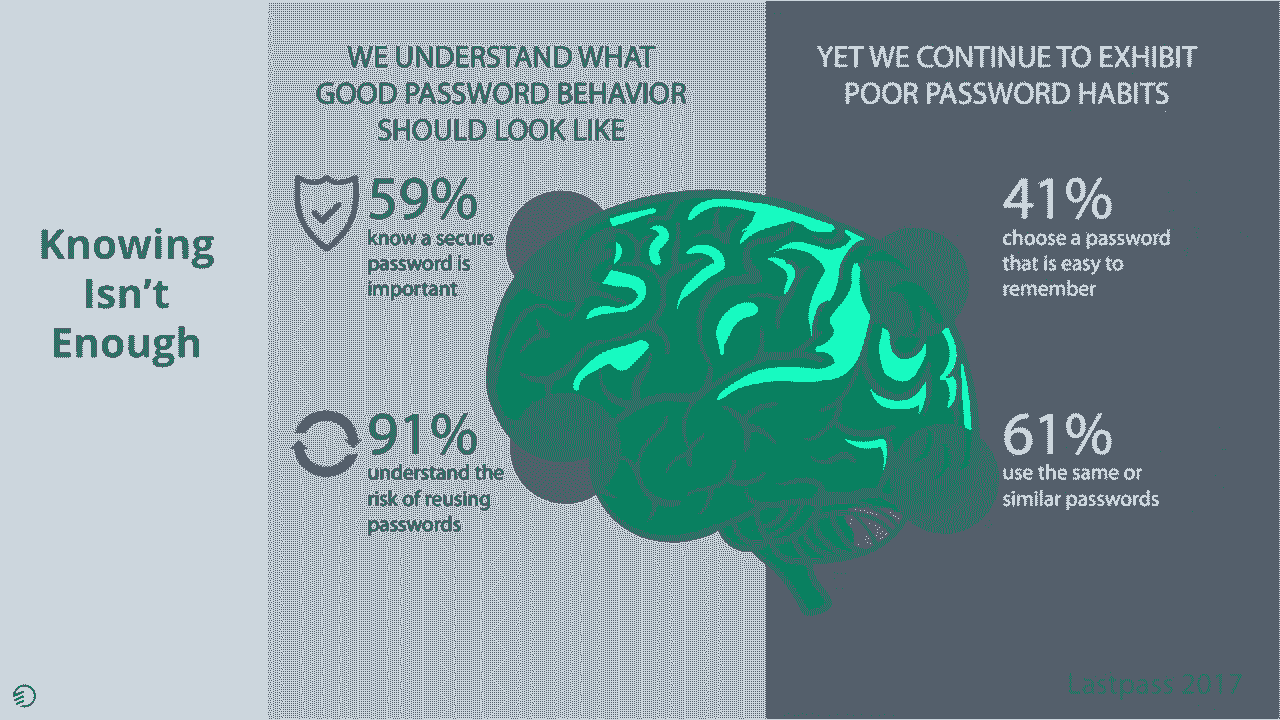 Knowing
Isn't
Enough
WE UNDERSTAND WHAT
GOOD PASSWORD BEHAVIOR
SHOULD LOOK LIKE
59%
know a secure
password is
important
91%
understand the
risk of reusing
passwords
YET WE CONTINUE TO EXHIBIT
POOR PASSWORD HABITS
41%
choose a password
that is easy to
remember
61%
use the same or
similar passwords
2017